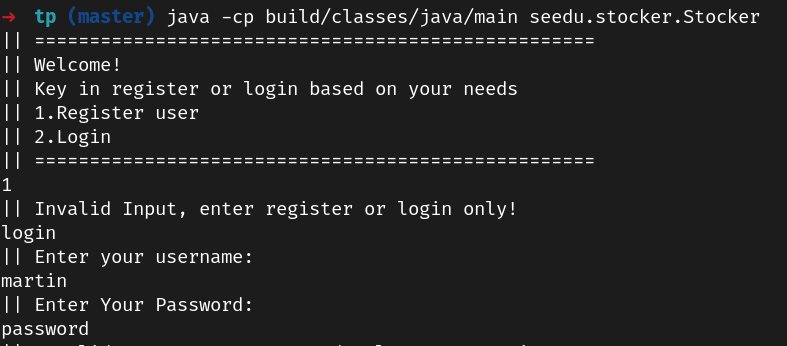 → tp (master) java -cp build/classes/java/main seedu.stocker.Stocker
|| ===================================================
|| Welcome!
|| Key in register or login based on your needs
|| 1.Register user
|| 2.Login
|| ===================================================
1
|| Invalid Input, enter register or login only!
login
|| Enter your username:
martin
|| Enter Your Password:
password